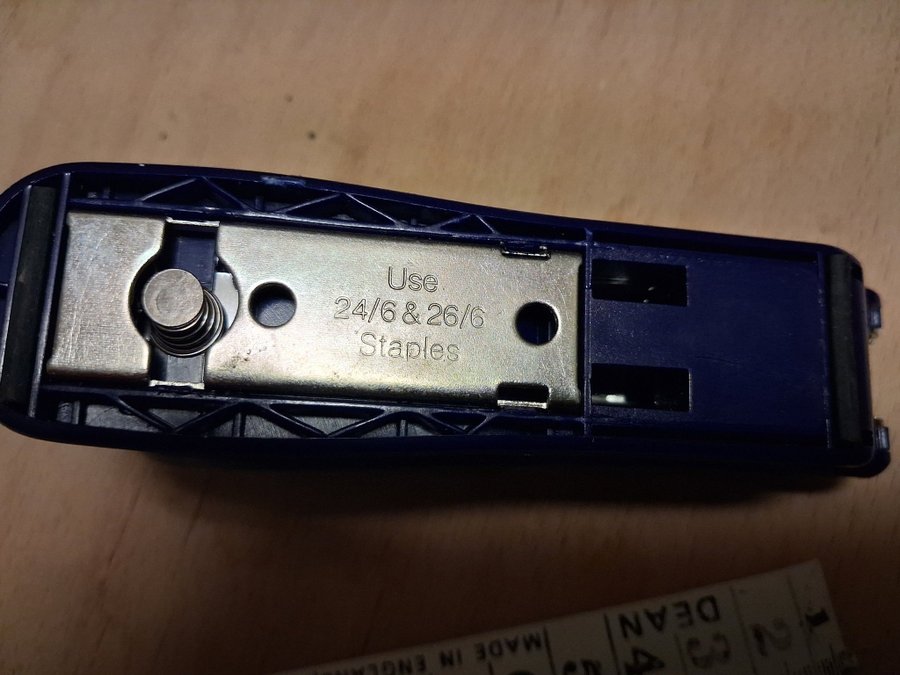 Use
24/6 & 26/6
Staples
DEAN
1 2 3 4
MADE IN ENGLAND